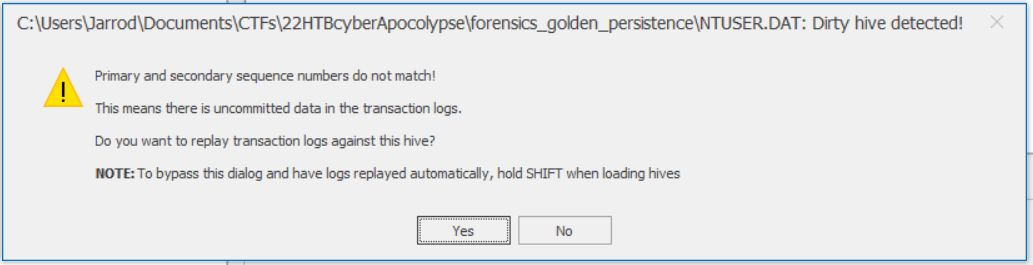 C:\Users\Jarrod\Documents\CTFs\22HTBcyberApocolypse\forensics_golden_persistence\NTUSER.DAT: Dirty hive detected!
Primary and secondary sequence numbers do not match!
This means there is uncommitted data in the transaction logs.
Do you want to replay transaction logs against this hive?
NOTE: To bypass this dialog and have logs replayed automatically, hold SHIFT when loading hives
Yes No